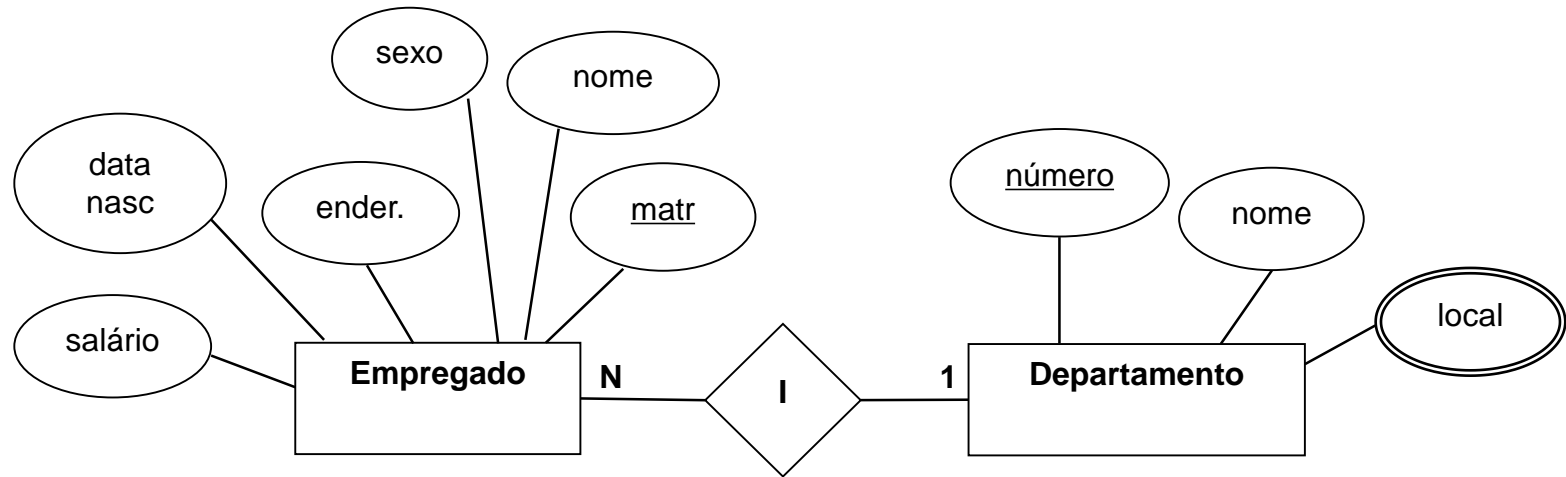 sexo
nome
data
nasc
ender.
matr
número
nome
salário
local
Empregado
N
I
1
Departamento